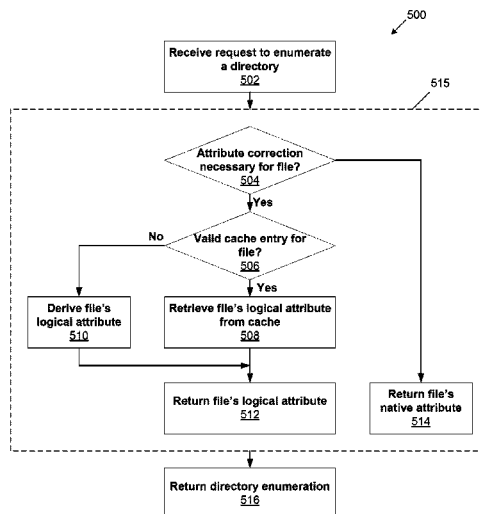 500
Receive request to enumerate
a directory
502
515
Attribute correction
necessary for file?
504
Yes
Valid cache entry for
file?
506
No
Yes
Derive file's
logical attribute
510
Retrieve file's logical attribute
from cache
508
Return file's logical attribute
512
Return file's
native attribute
514
Return directory enumeration
516